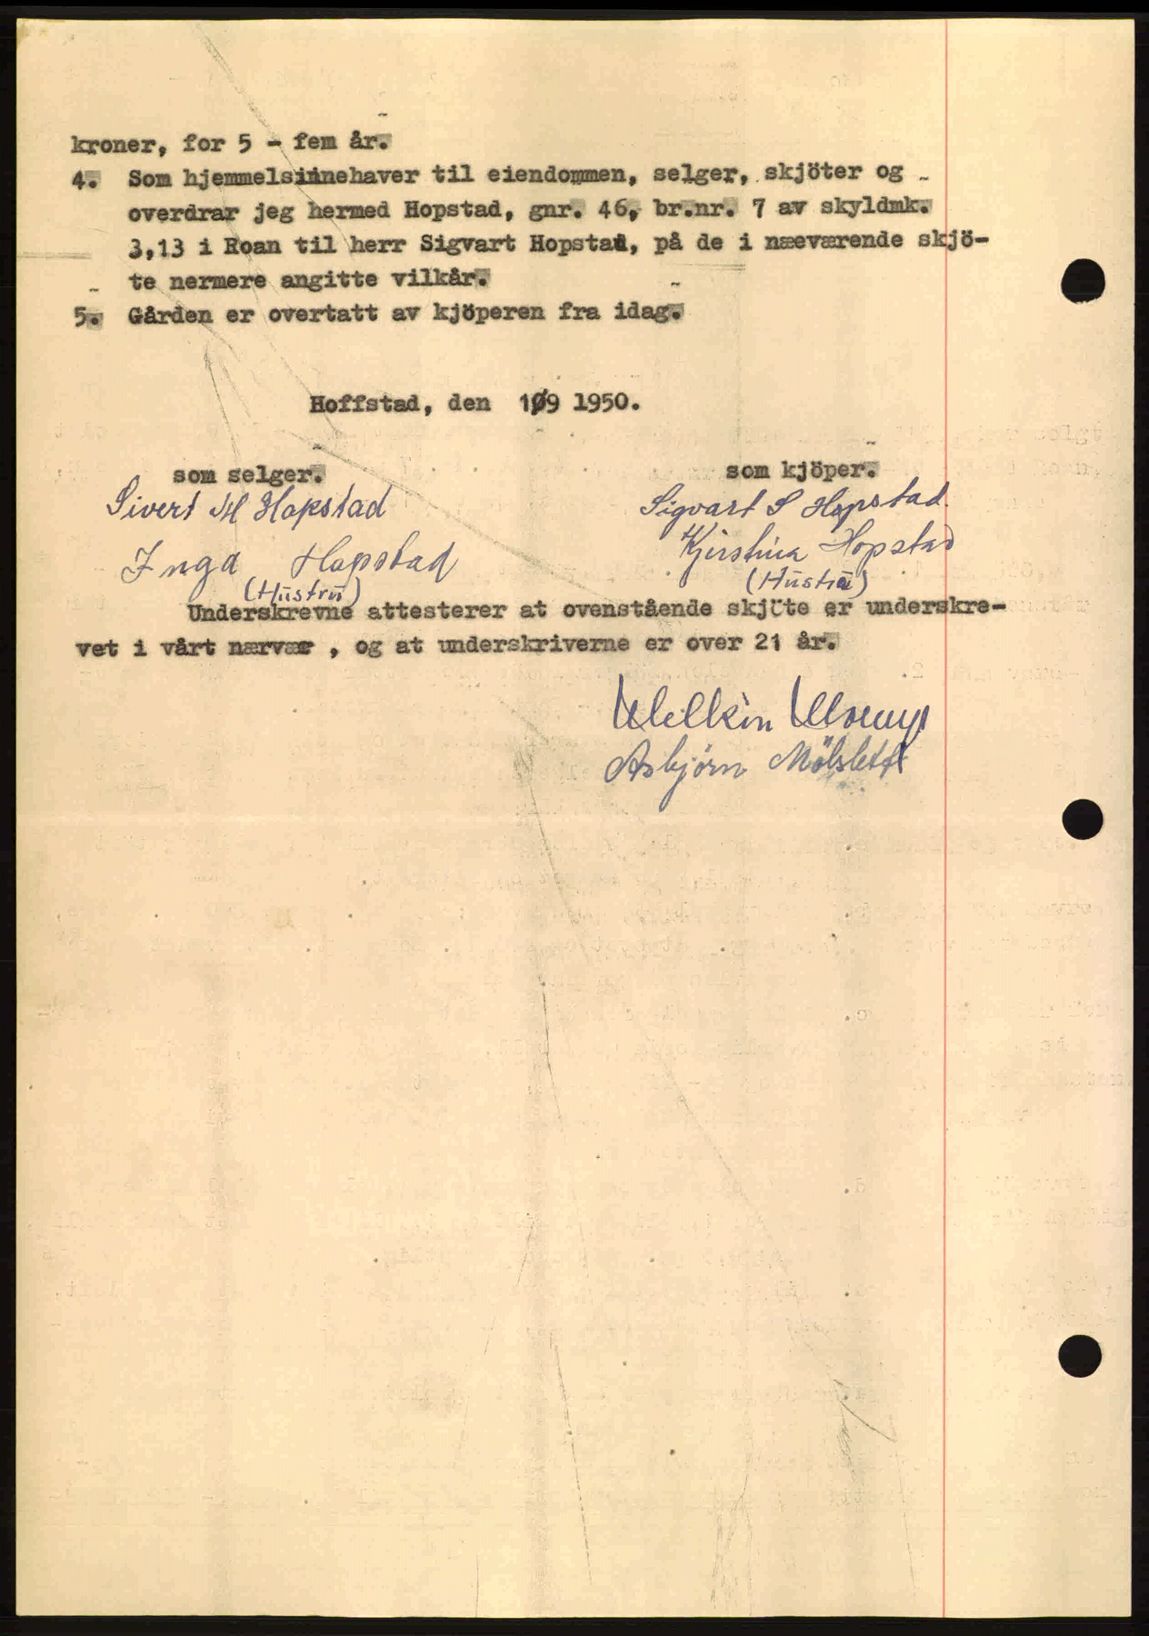 kroner, for 5 - fem år.
4. Som hjemmelsinnehaver til eiendommen, selger, skjöter og
overdrar jeg hermed Hopstad, gnr. 46, br.nr. 7 av skyldmk.
3,13 i Roan til herr Sigvart Hopstad, på de i næeværende skjö-
te nermere angitte vilkår.
5. Gården er overtatt av kjöperen fra idag.
Hoffstad, den 1/9 1950.
som selger. som kjöper.
Sivert M Hopstad Sigvart S Hopstad.
Inga Hopstad Kjerstina Hopstad
(Hustru) (Hustru)
Underskrevne attesterer at ovenstående skjöte er underskre-
vet i vårt nærvær , og at underskriverne er over 21 år.
Asbjörn Mölslett